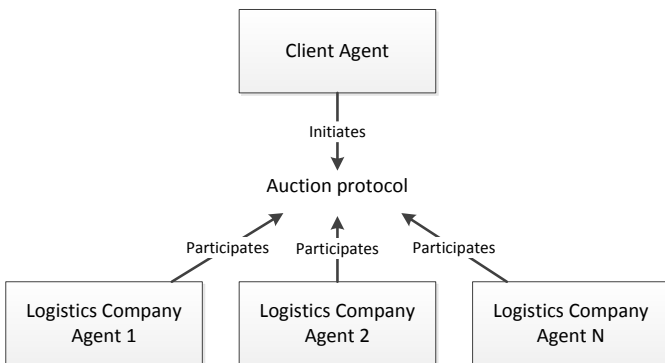 Client Agent
Initiates
Auction protocol
Participates
Participates
Participates
Logistics Company
Agent 1
Logistics Company
Agent 2
Logistics Company
Agent N